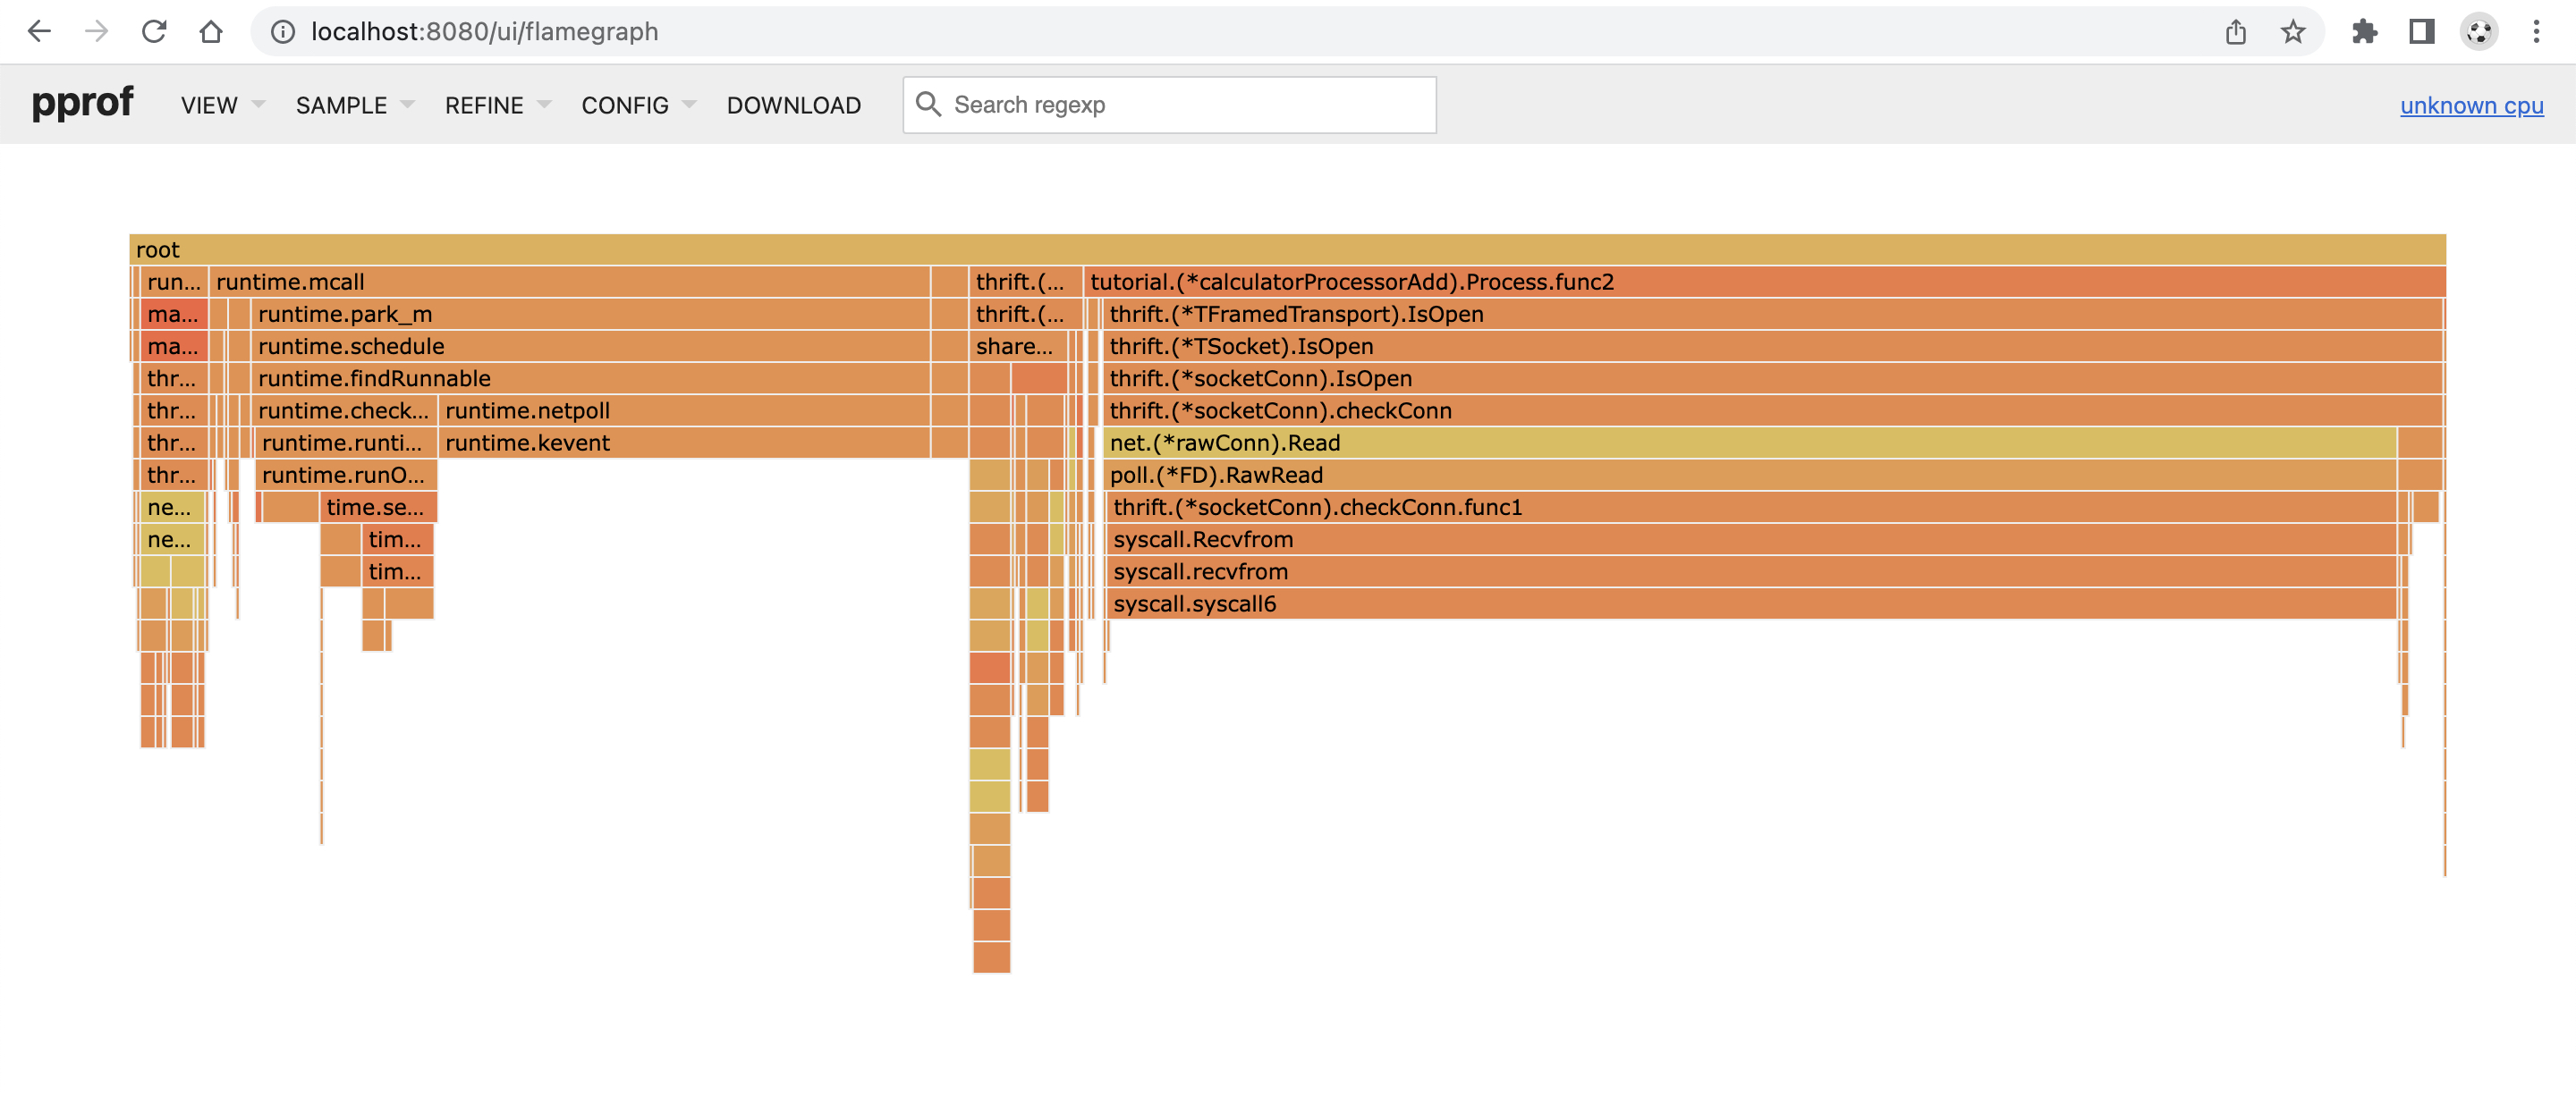 localhost:8080/ui/flamegraph
pprof VIEW SAMPLE REFINE CONFIG DOWNLOAD Search regexp unknown cpu
root
run... runtime.mcall thrift.(... tutorial.(*calculatorProcessorAdd).Process.func2
ma... runtime.park_m thrift.(... thrift.(*TFramedTransport).IsOpen
ma... runtime.schedule share... thrift.(*TSocket).IsOpen
thr... runtime.findRunnable thrift.(*socketConn).IsOpen
thr... runtime.check... runtime.netpoll thrift.(*socketConn).checkConn
thr... runtime.runti... runtime.kevent net.(*rawConn).Read
thr... runtime.runO... poll.(*FD).RawRead
ne... time.se... thrift.(*socketConn).checkConn.func1
ne... tim... syscall.Recvfrom
tim... syscall.recvfrom
syscall.syscall6